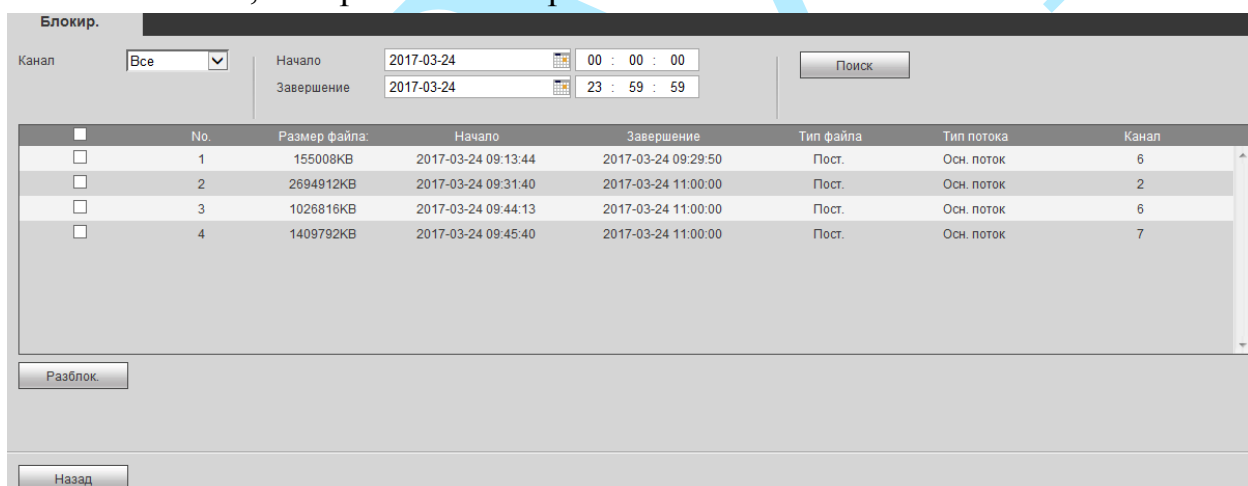 Блокир.
Канал Все Начало 2017-03-24 00 : 00 : 00 Поиск
Завершение 2017-03-24 23 : 59 : 59
No. Размер файла: Начало Завершение Тип файла Тип потока Канал
1 155008KB 2017-03-24 09:13:44 2017-03-24 09:29:50 Пост. Осн. поток 6
2 2694912KB 2017-03-24 09:31:40 2017-03-24 11:00:00 Пост. Осн. поток 2
3 1026816KB 2017-03-24 09:44:13 2017-03-24 11:00:00 Пост. Осн. поток 6
4 1409792KB 2017-03-24 09:45:40 2017-03-24 11:00:00 Пост. Осн. поток 7
Разблок.
Назад